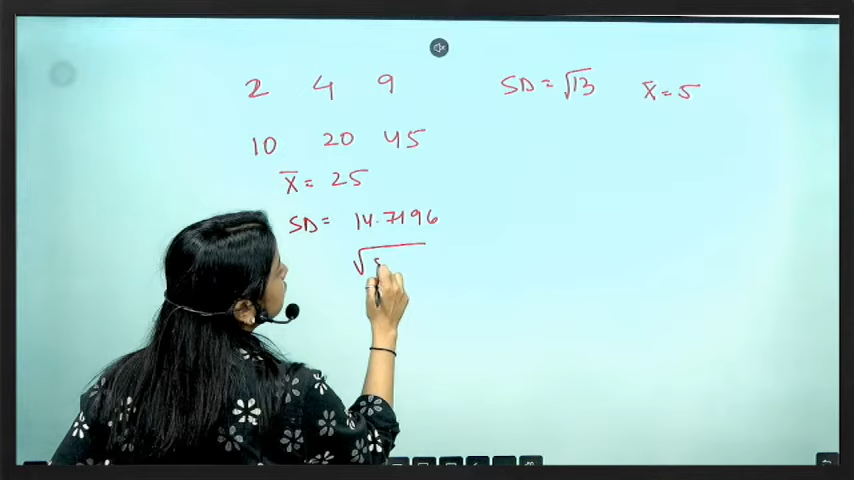 2 4 9 SD = √13 x̄ = 5
10 20 45
x̄ = 25
SD = 14.7196